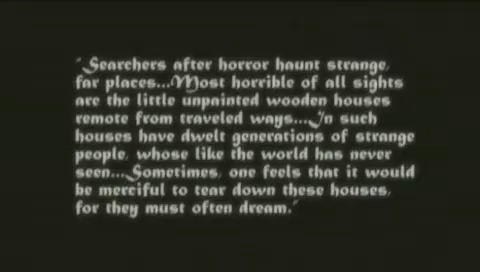 "Searchers after horror haunt strange,
far places...Most horrible of all sights
are the little unpainted wooden houses
remote from traveled ways...In such
houses have dwelt generations of strange
people, whose like the world has never
seen...Sometimes, one feels that it would
be merciful to tear down these houses,
for they must often dream."